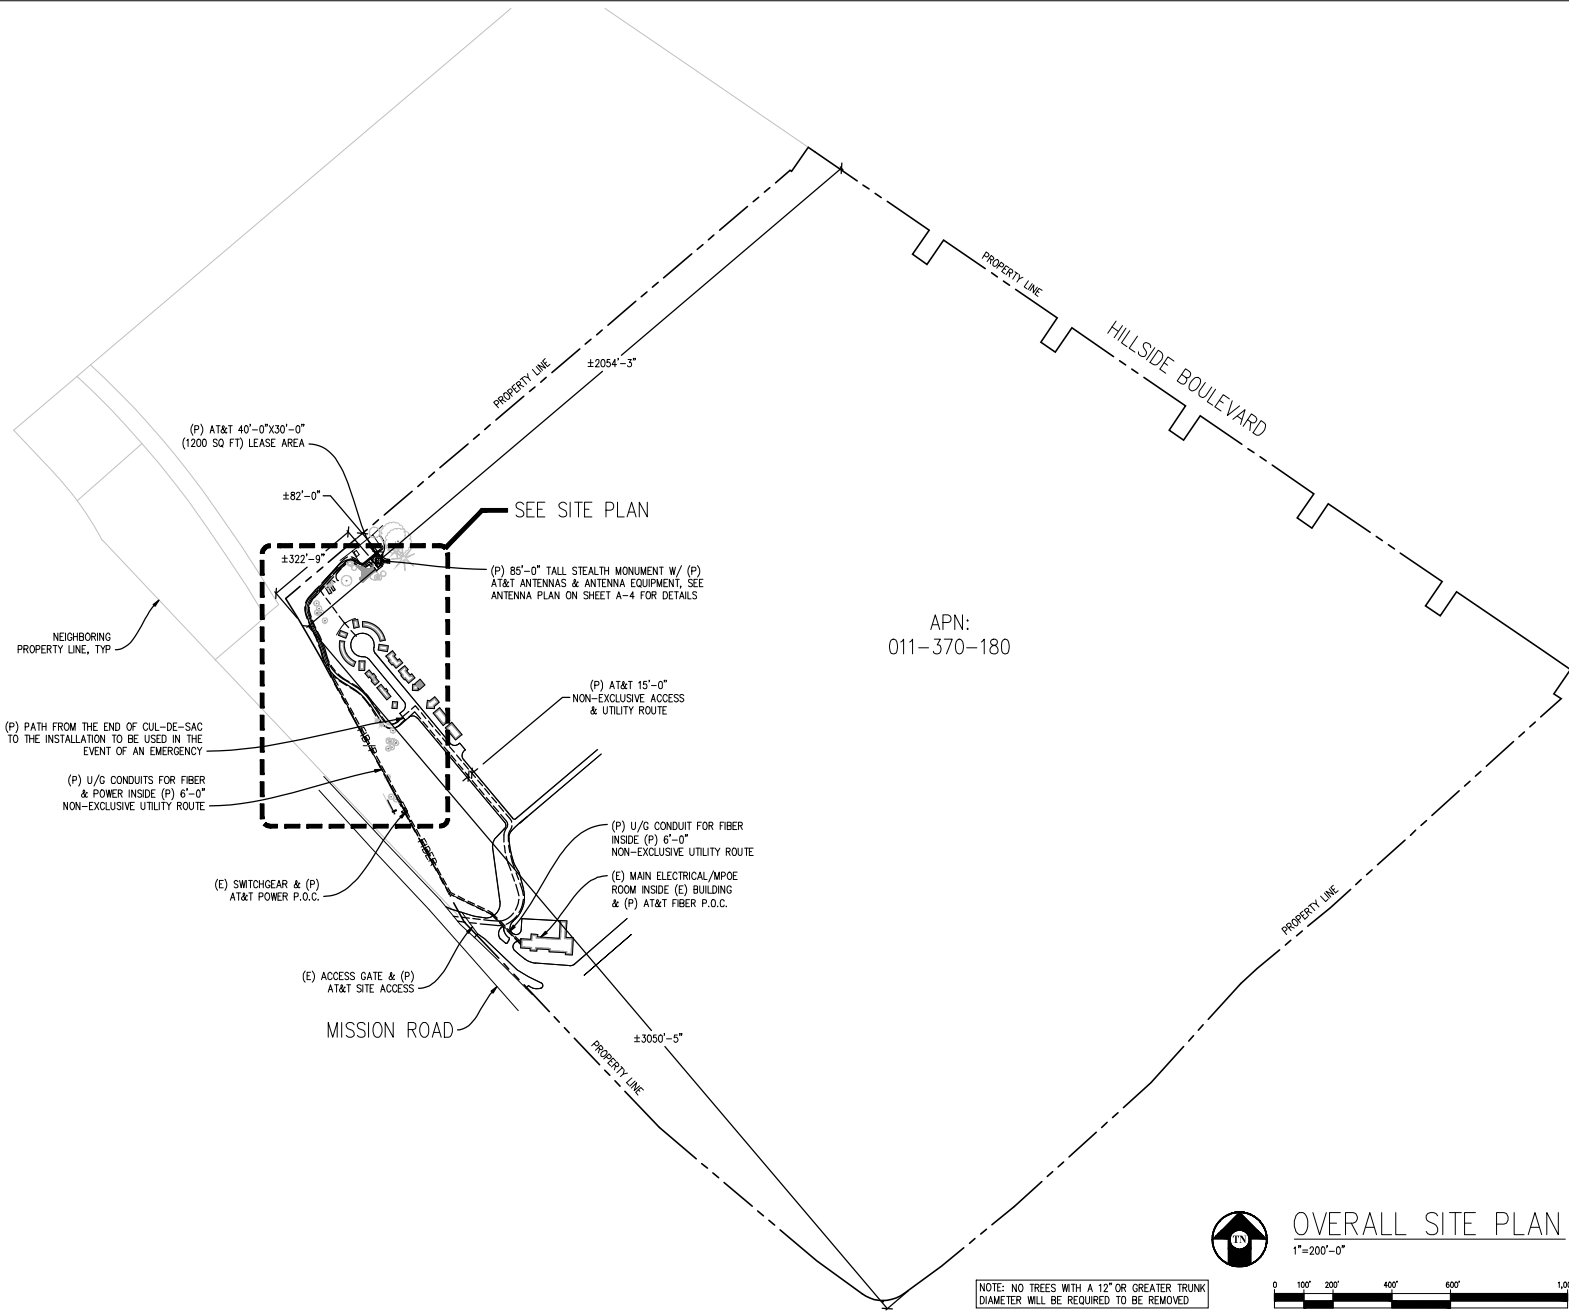 PROPERTY LINE
HILLSIDE BOULEVARD
PROPERTY LINE
±2054'-3"
(P) AT&T 40'-0"X30'-0"
(1200 SQ FT) LEASE AREA
±82'-0"
SEE SITE PLAN
±322'-9"
(P) 85'-0" TALL STEALTH MONUMENT W/ (P)
AT&T ANTENNAS & ANTENNA EQUIPMENT, SEE
ANTENNA PLAN ON SHEET A-4 FOR DETAILS
APN:
011-370-180
NEIGHBORING
PROPERTY LINE, TYP
(P) AT&T 15'-0"
NON-EXCLUSIVE ACCESS
& UTILITY ROUTE
(P) PATH FROM THE END OF CUL-DE-SAC
TO THE INSTALLATION TO BE USED IN THE
EVENT OF AN EMERGENCY
(P) U/G CONDUITS FOR FIBER
& POWER INSIDE (P) 6'-0"
NON-EXCLUSIVE UTILITY ROUTE
FIBER
(P) U/G CONDUIT FOR FIBER
INSIDE (P) 6'-0"
NON-EXCLUSIVE UTILITY ROUTE
(E) SWITCHGEAR & (P)
AT&T POWER P.O.C.
(E) MAIN ELECTRICAL/MPOE
ROOM INSIDE (E) BUILDING
& (P) AT&T FIBER P.O.C.
PROPERTY LINE
(E) ACCESS GATE & (P)
AT&T SITE ACCESS
MISSION ROAD
±3050'-5"
PROPERTY LINE
TN
OVERALL SITE PLAN
1"=200'-0"
NOTE: NO TREES WITH A 12" OR GREATER TRUNK
DIAMETER WILL BE REQUIRED TO BE REMOVED
0 100' 200' 400' 600'